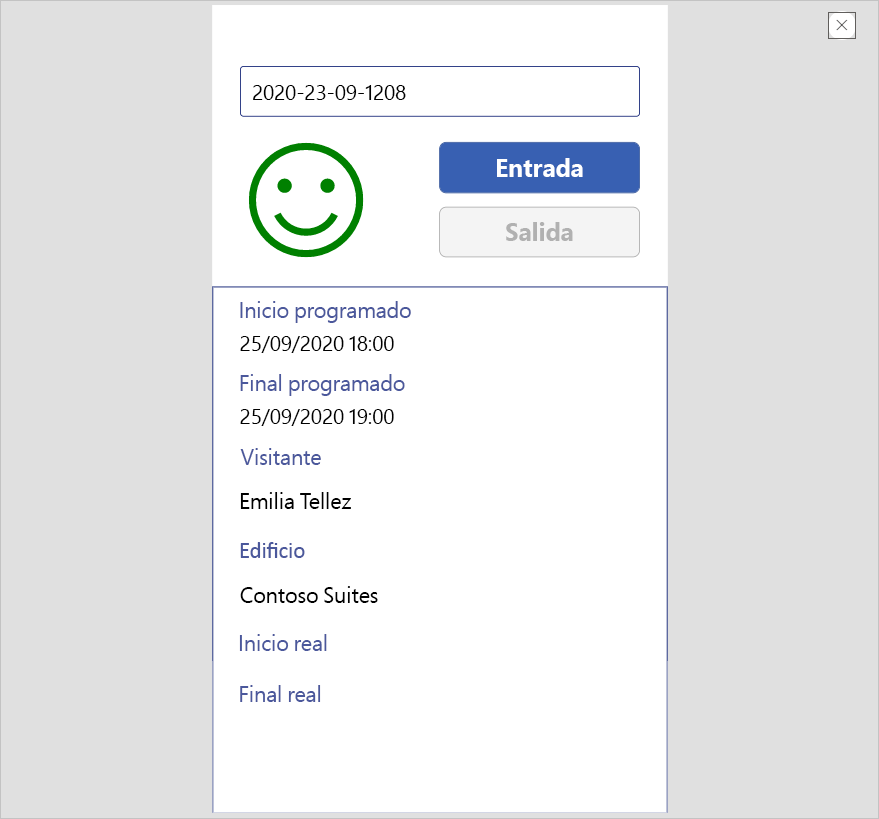 2020-23-09-1208
Entrada
Salida
Inicio programado
25/09/2020 18:00
Final programado
25/09/2020 19:00
Visitante
Emilia Tellez
Edificio
Contoso Suites
Inicio real
Final real